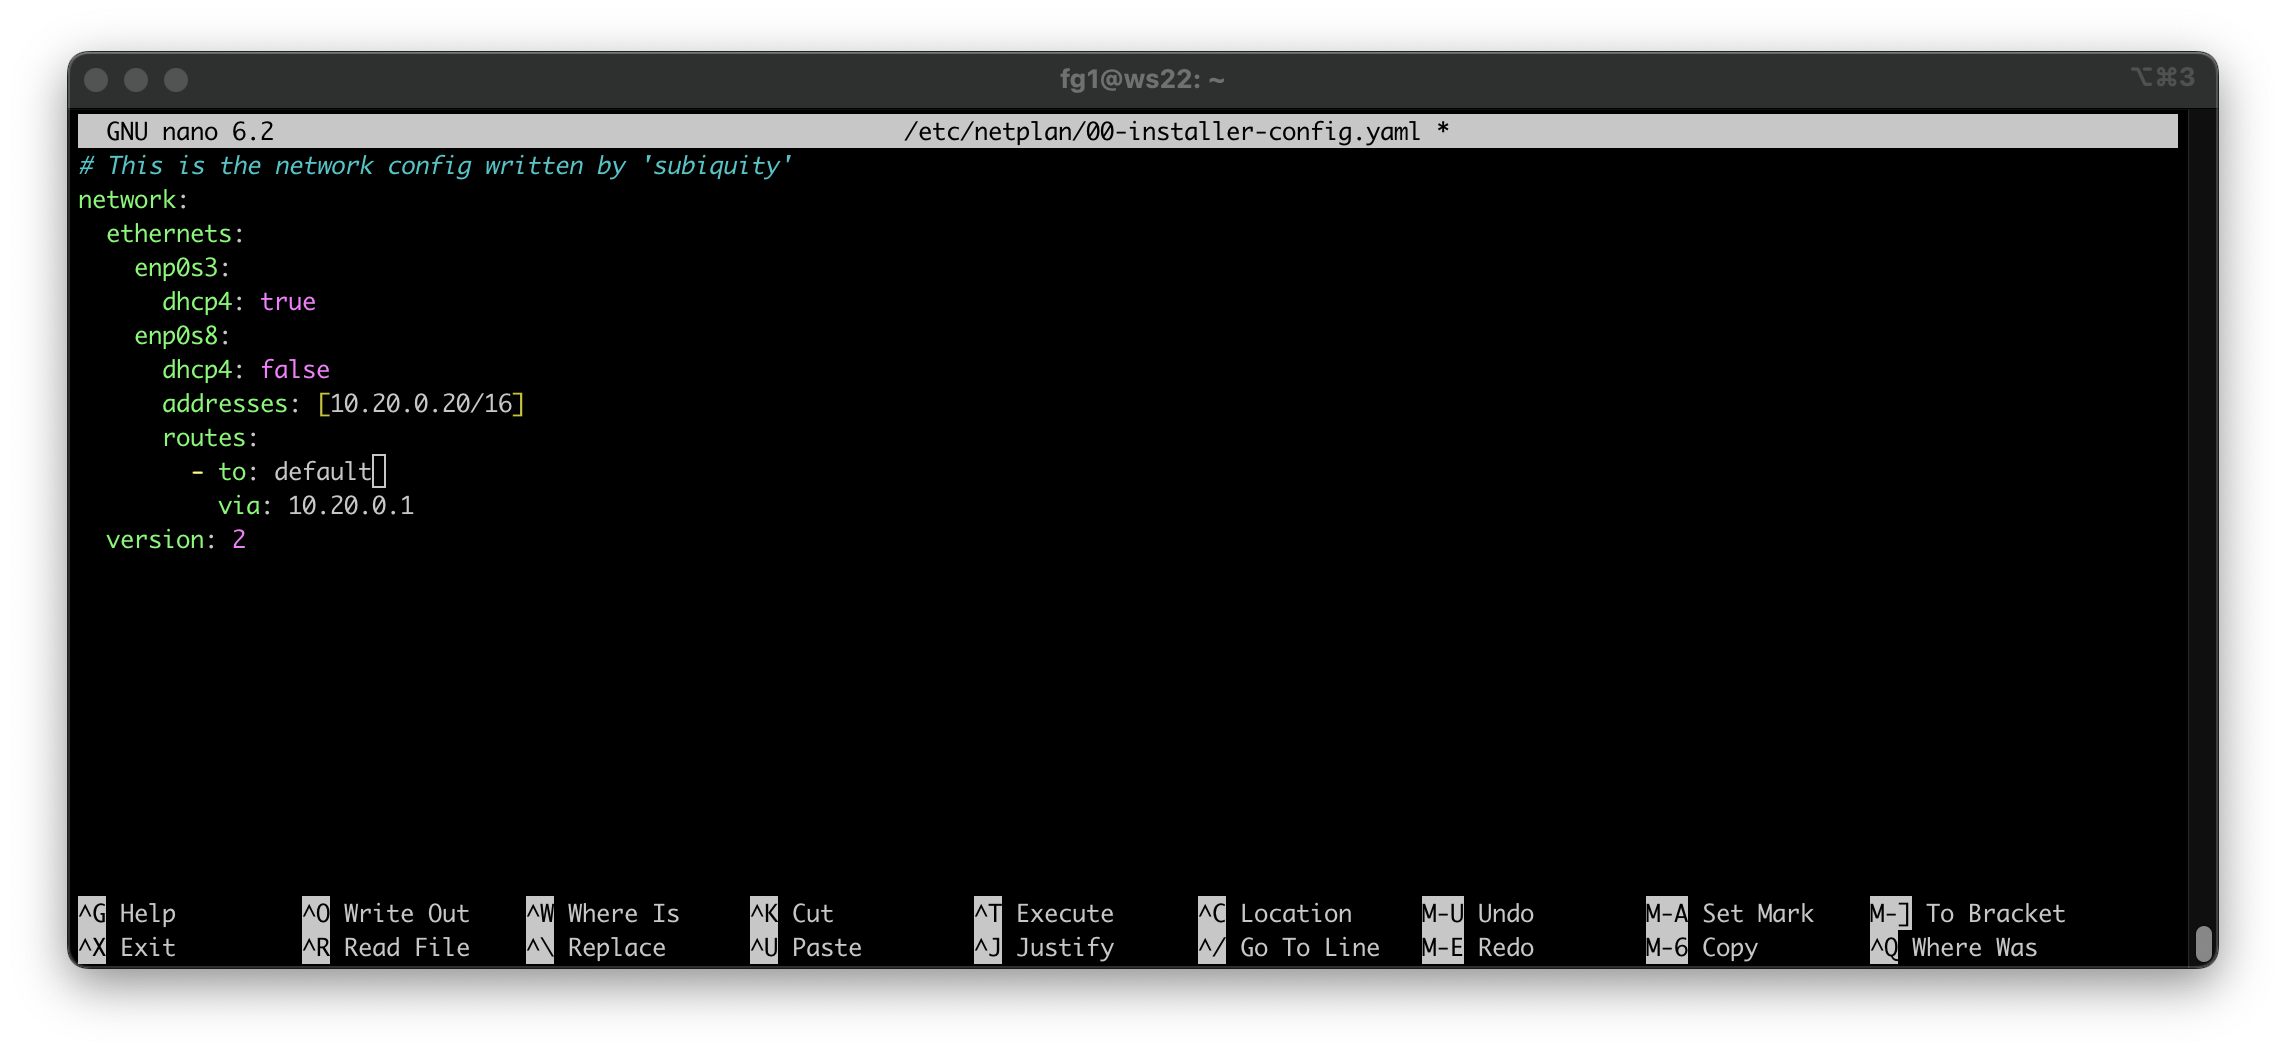 fg1@ws22: ~
⌥⌘3
GNU nano 6.2 /etc/netplan/00-installer-config.yaml *
# This is the network config written by 'subiquity'
network:
  ethernets:
    enp0s3:
      dhcp4: true
    enp0s8:
      dhcp4: false
      addresses: [10.20.0.20/16]
      routes:
        - to: default
          via: 10.20.0.1
  version: 2
^G Help ^O Write Out ^W Where Is ^K Cut ^T Execute ^C Location M-U Undo M-A Set Mark M-] To Bracket
^X Exit ^R Read File ^\ Replace ^U Paste ^J Justify ^/ Go To Line M-E Redo M-6 Copy ^Q Where Was